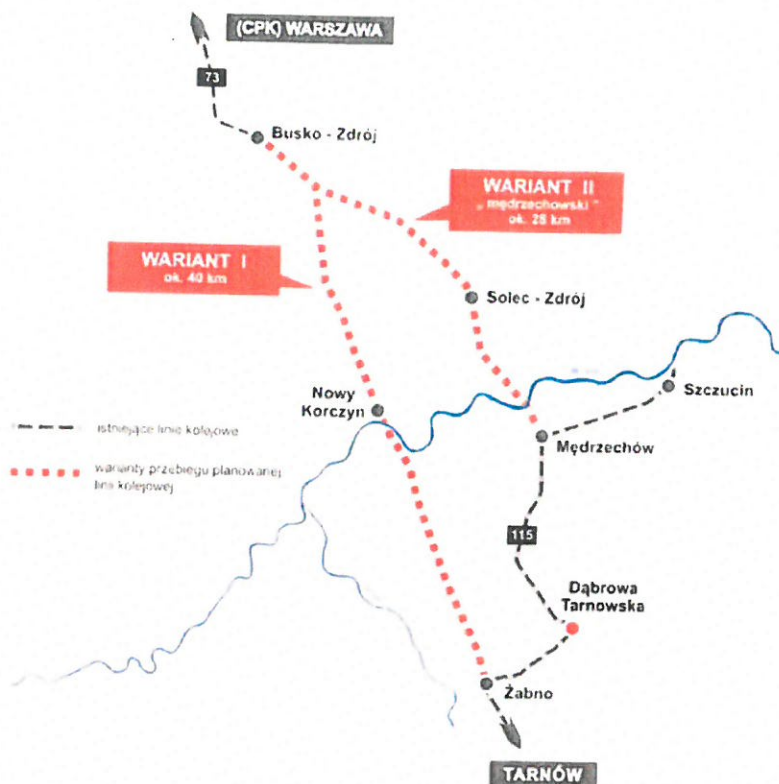 (CPK) WARSZAWA
73
Busko - Zdrój
WARIANT II
„ mędrzechowski "
ok. 28 km
WARIANT I
ok. 40 km
Solec - Zdrój
Nowy
Korczyn
Szczucin
Mędrzechów
istniejące linie kolejowe
warianty przebiegu planowanej
linii kolejowej
115
Dąbrowa
Tarnowska
Żabno
TARNÓW